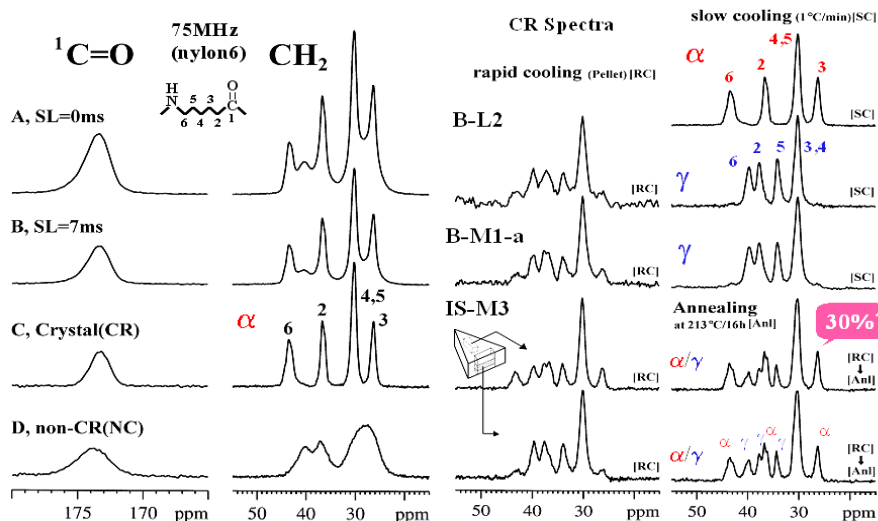 ¹C=O
75MHz
(nylon6)
CH₂
H
N
O
5
3
6
4
2
1
A, SL=0ms
B, SL=7ms
C, Crystal(CR)
D, non-CR(NC)
α
6
2
4,5
3
175
170
ppm
50
40
30
ppm
CR Spectra
rapid cooling (Pellet)[RC]
B-L2
[RC]
B-M1-a
[RC]
IS-M3
[RC]
[RC]
50
40
30
ppm
slow cooling (1°C/min)[SC]
α
6
2
4,5
3
[SC]
γ
6
2
5
3,4
[SC]
γ
[SC]
Annealing
at 213°C/16h [Anl]
30%
α/γ
[RC]
[Anl]
α/γ
α
γ
γ
α
γ
α
[RC]
[Anl]
50
40
30
ppm